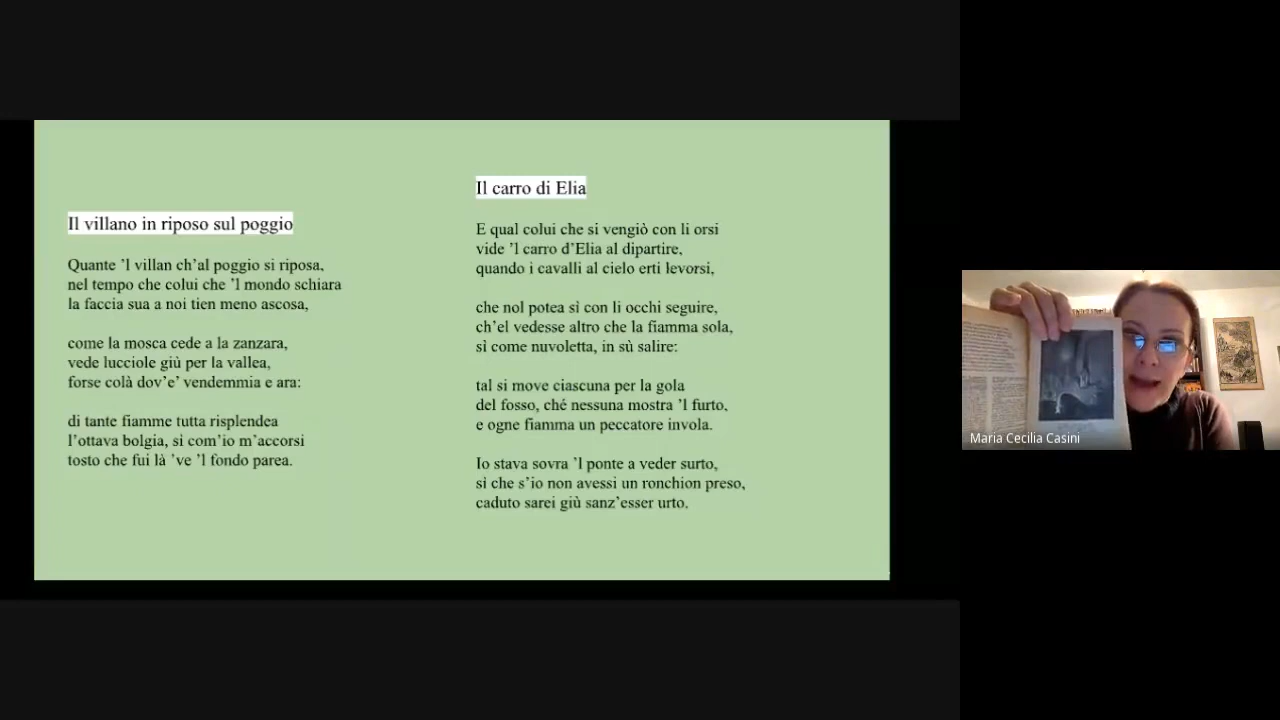 Il villano in riposo sul poggio
Quante ’l villan ch’al poggio si riposa,
nel tempo che colui che ’l mondo schiara
la faccia sua a noi tien meno ascosa,
come la mosca cede a la zanzara,
vede lucciole giù per la vallea,
forse colà dov’e’ vendemmia e ara:
di tante fiamme tutta risplendea
l’ottava bolgia, sì com’io m’accorsi
tosto che fui là ’ve ’l fondo parea.
Il carro di Elia
E qual colui che si vengiò con li orsi
vide ’l carro d’Elia al dipartire,
quando i cavalli al cielo erti levorsi,
che nol potea sì con li occhi seguire,
ch’el vedesse altro che la fiamma sola,
sì come nuvoletta, in sù salire:
tal si move ciascuna per la gola
del fosso, ché nessuna mostra ’l furto,
e ogne fiamma un peccatore invola.
Io stava sovra ’l ponte a veder surto,
sì che s’io non avessi un ronchion preso,
caduto sarei giù sanz’esser urto.
Maria Cecilia Casini